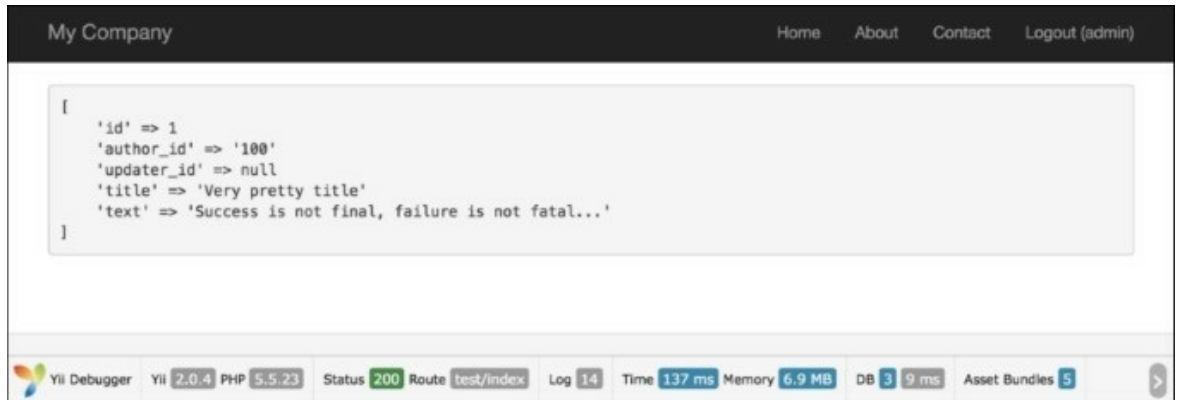 My Company Home About Contact Logout (admin)
[
    'id' => 1
    'author_id' => '100'
    'updater_id' => null
    'title' => 'Very pretty title'
    'text' => 'Success is not final, failure is not fatal...'
]
Yii Debugger Yii 2.0.4 PHP 5.5.23 Status 200 Route test/index Log 14 Time 137 ms Memory 6.9 MB DB 3 9 ms Asset Bundles 5 >